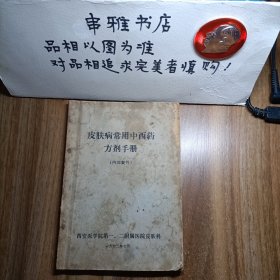 串雅书店
品相以图为准
对品相追求完美者慎购！
皮肤病常用中西药
方剂手册
（内部发行）
西安医学院第一、二附属医院皮肤科